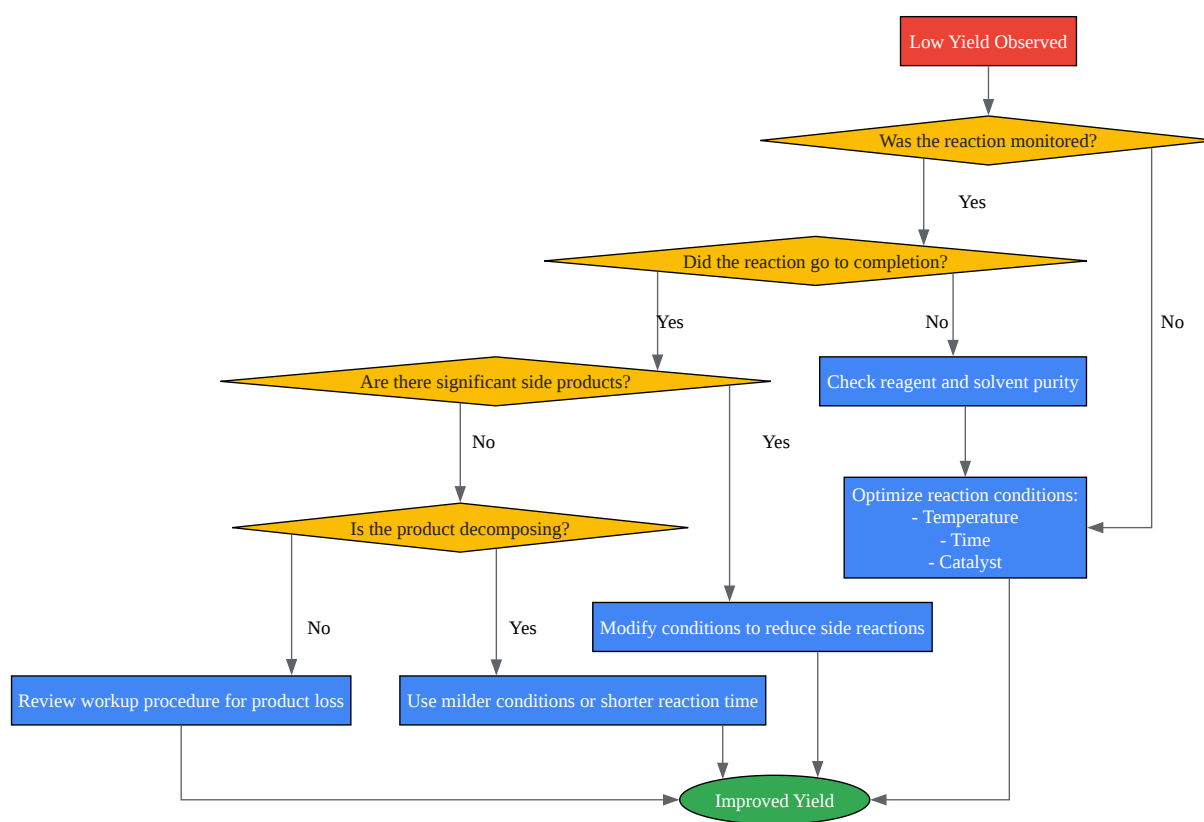 Low Yield Observed
Was the reaction monitored?
Yes
Did the reaction go to completion?
Yes
No
No
Are there significant side products?
Check reagent and solvent purity
No
Yes
Optimize reaction conditions:
- Temperature
- Time
- Catalyst
Is the product decomposing?
No
Yes
Modify conditions to reduce side reactions
Review workup procedure for product loss
Use milder conditions or shorter reaction time
Improved Yield